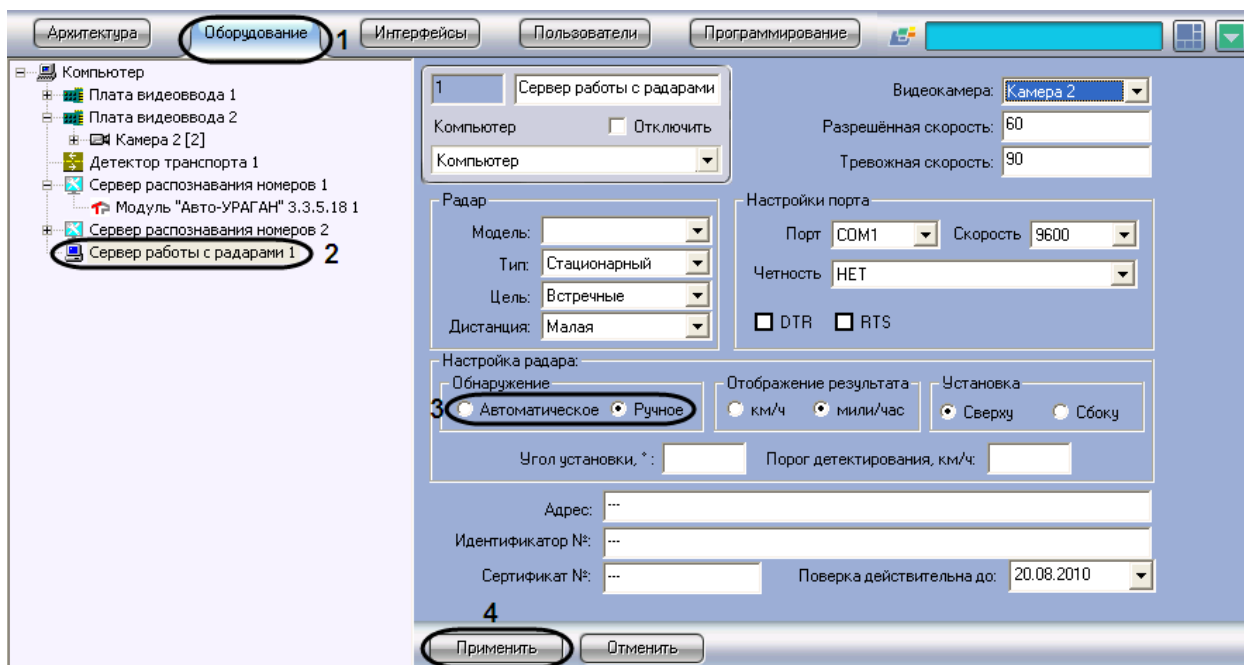 Архитектура Оборудование 1 Интерфейсы Пользователи Программирование
Компьютер
Плата видеоввода 1
Плата видеоввода 2
Камера 2 [2]
Детектор транспорта 1
Сервер распознавания номеров 1
Модуль "Авто-УРАГАН" 3.3.5.18 1
Сервер распознавания номеров 2
Сервер работы с радарами 1 2
1 Сервер работы с радарами
Компьютер Отключить
Компьютер
Видеокамера: Камера 2
Разрешённая скорость: 60
Тревожная скорость: 90
Радар
Модель:
Тип: Стационарный
Цель: Встречные
Дистанция: Малая
Настройки порта
Порт COM1 Скорость 9600
Четность НЕТ
DTR RTS
Настройка радара:
Обнаружение
3 Автоматическое Ручное
Отображение результата
км/ч мили/час
Установка
Сверху Сбоку
Угол установки, ° : Порог детектирования, км/ч:
Адрес: ---
Идентификатор №: ---
Сертификат №: --- Поверка действительна до: 20.08.2010
4
Применить Отменить